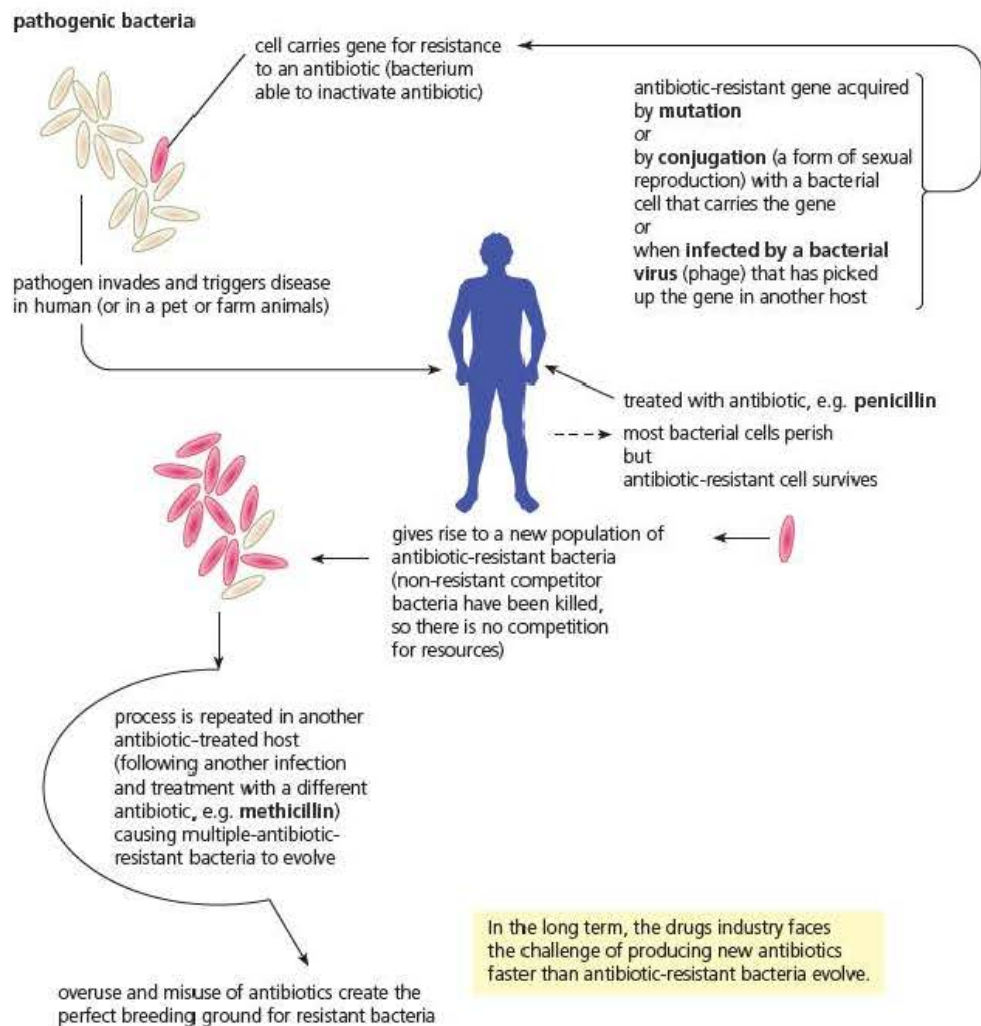 pathogenic bacteria
cell carries gene for resistance
to an antibiotic (bacterium
able to inactivate antibiotic)
antibiotic-resistant gene acquired
by mutation
or
by conjugation (a form of sexual
reproduction) with a bacterial
cell that carries the gene
or
when infected by a bacterial
virus (phage) that has picked
up the gene in another host
pathogen invades and triggers disease
in human (or in a pet or farm animals)
treated with antibiotic, e.g. penicillin
most bacterial cells perish
but
antibiotic-resistant cell survives
gives rise to a new population of
antibiotic-resistant bacteria
(non-resistant competitor
bacteria have been killed,
so there is no competition
for resources)
process is repeated in another
antibiotic-treated host
(following another infection
and treatment with a different
antibiotic, e.g. methicillin)
causing multiple-antibiotic-
resistant bacteria to evolve
In the long term, the drugs industry faces
the challenge of producing new antibiotics
faster than antibiotic-resistant bacteria evolve.
overuse and misuse of antibiotics create the
perfect breeding ground for resistant bacteria